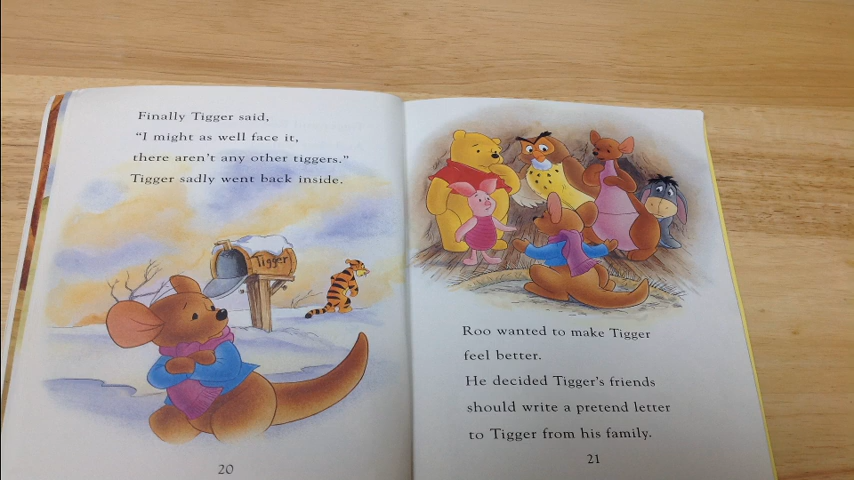 Finally Tigger said,
"I might as well face it,
there aren't any other tiggers."
Tigger sadly went back inside.
Tigger
20
Roo wanted to make Tigger
feel better.
He decided Tigger's friends
should write a pretend letter
to Tigger from his family.
21